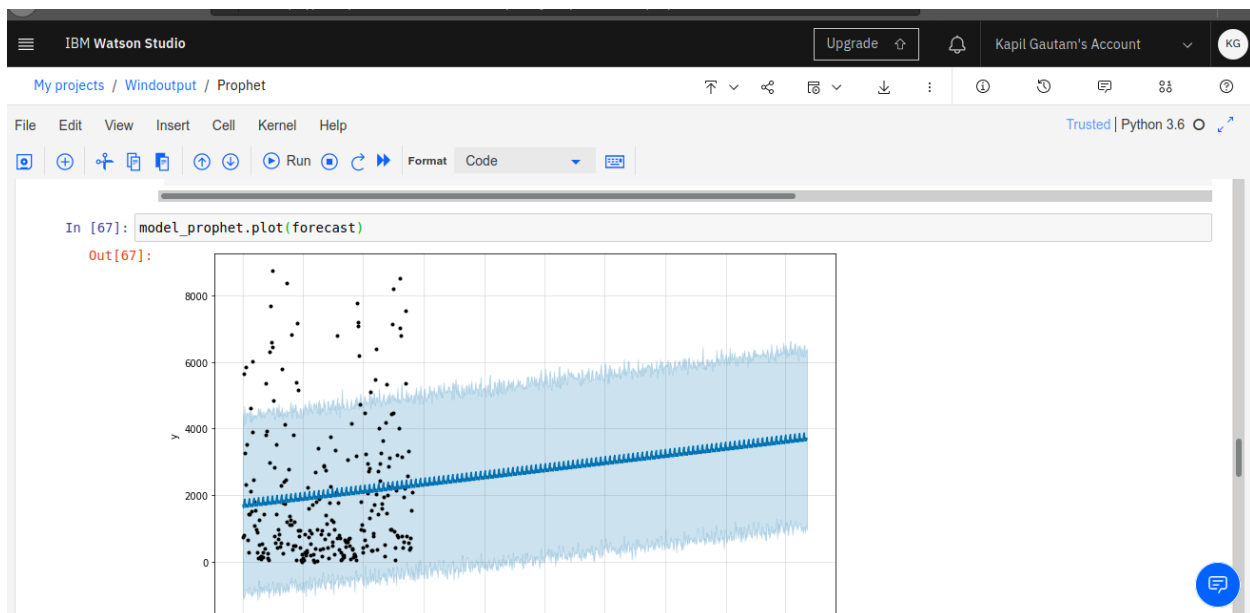 IBM Watson Studio
Upgrade
Kapil Gautam's Account
KG
My projects / Windoutput / Prophet
File Edit View Insert Cell Kernel Help
Trusted | Python 3.6
Run
Format
Code
In [67]: model_prophet.plot(forecast)
Out[67]:
8000
6000
4000
y
2000
0